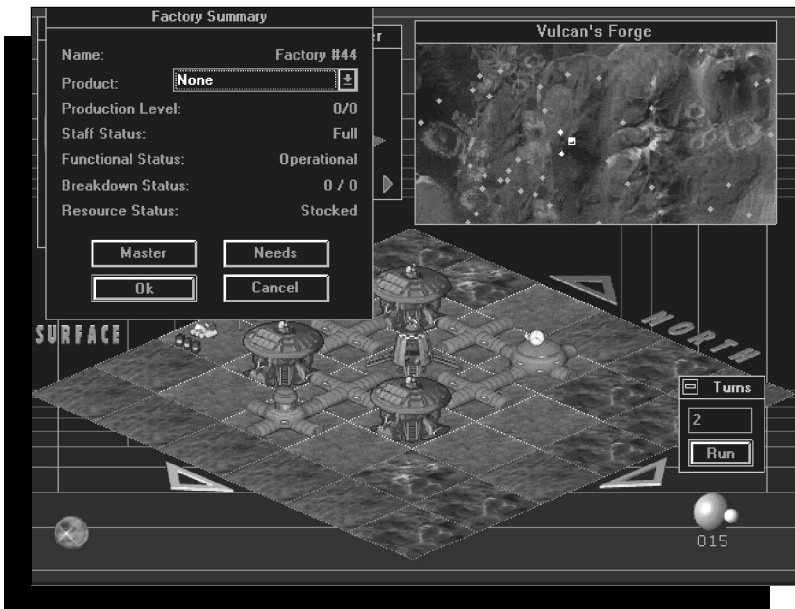 Factory Summary
Name: Factory #44
Product: None
Production Level: 0/0
Staff Status: Full
Functional Status: Operational
Breakdown Status: 0 / 0
Resource Status: Stocked
Master Needs
Ok Cancel
er
Vulcan's Forge
SURFACE
NORTH
Turns
2
Run
015